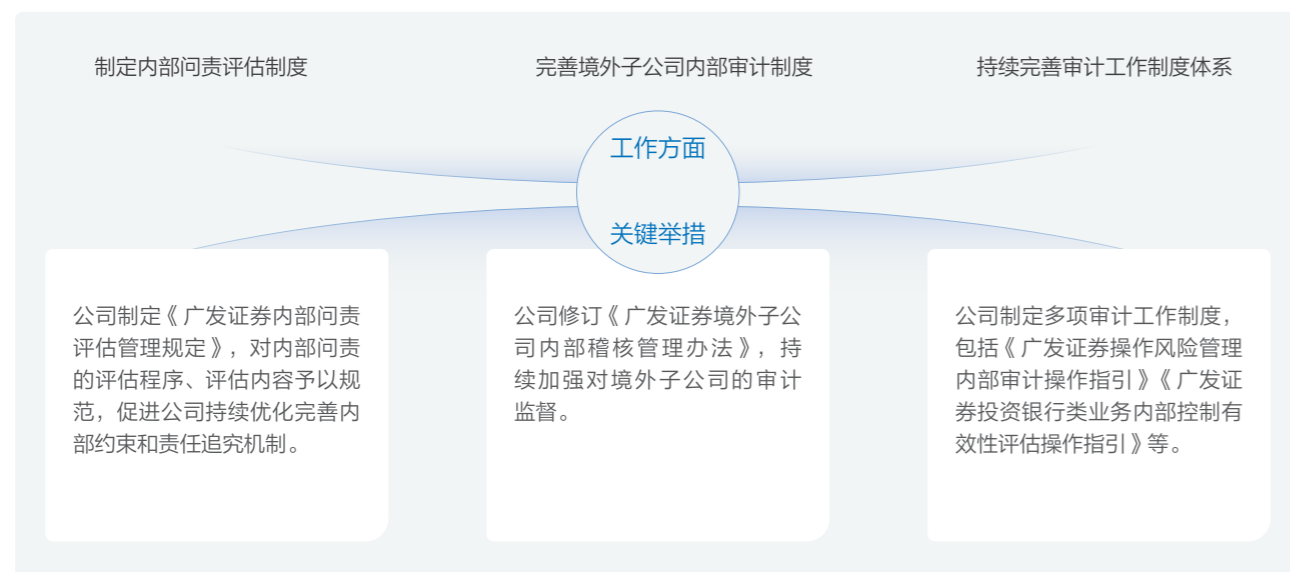 制定内部问责评估制度
完善境外子公司内部审计制度
持续完善审计工作制度体系
工作方面
关键举措
公司制定《广发证券内部问责
评估管理规定》，对内部问责
的评估程序、评估内容予以规
范，促进公司持续优化完善内
部约束和责任追究机制。
公司修订《广发证券境外子公
司内部稽核管理办法》，持
续加强对境外子公司的审计
监督。
公司制定多项审计工作制度，
包括《广发证券操作风险管理
内部审计操作指引》《广发证
券投资银行类业务内部控制有
效性评估操作指引》等。